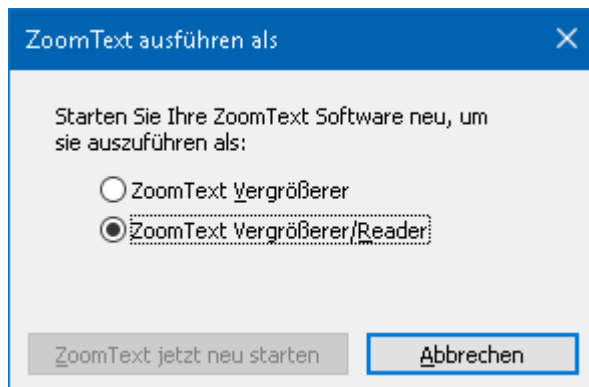 ZoomText ausführen als
Starten Sie Ihre ZoomText Software neu, um
sie auszuführen als:
ZoomText Vergrößerer
ZoomText Vergrößerer/Reader
ZoomText jetzt neu starten
Abbrechen